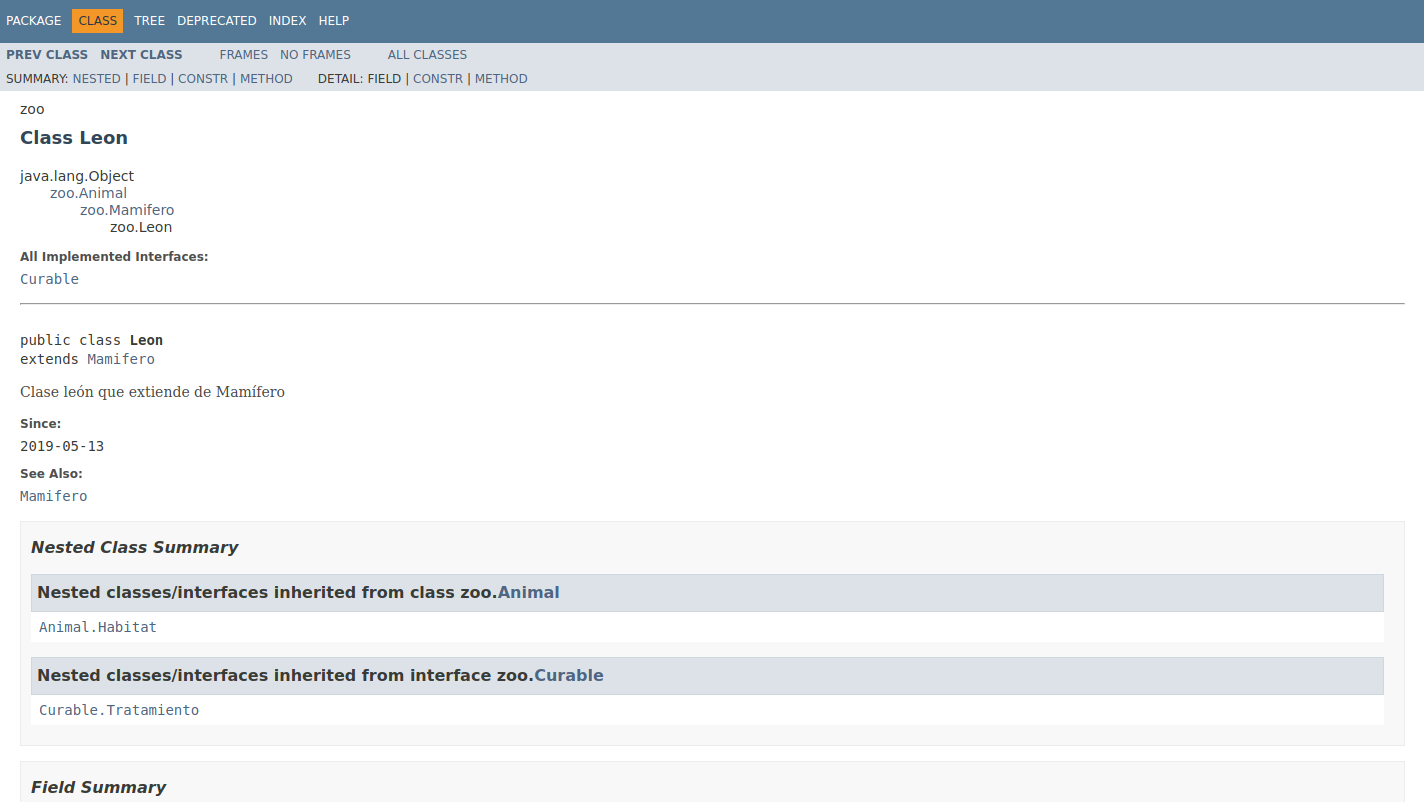 PACKAGE CLASS TREE DEPRECATED INDEX HELP
PREV CLASS NEXT CLASS FRAMES NO FRAMES ALL CLASSES
SUMMARY: NESTED | FIELD | CONSTR | METHOD DETAIL: FIELD | CONSTR | METHOD
zoo
Class Leon
java.lang.Object
zoo.Animal
zoo.Mamifero
zoo.Leon
All Implemented Interfaces:
Curable
public class Leon
extends Mamifero
Clase león que extiende de Mamífero
Since:
2019-05-13
See Also:
Mamifero
Nested Class Summary
Nested classes/interfaces inherited from class zoo.Animal
Animal.Habitat
Nested classes/interfaces inherited from interface zoo.Curable
Curable.Tratamiento
Field Summary